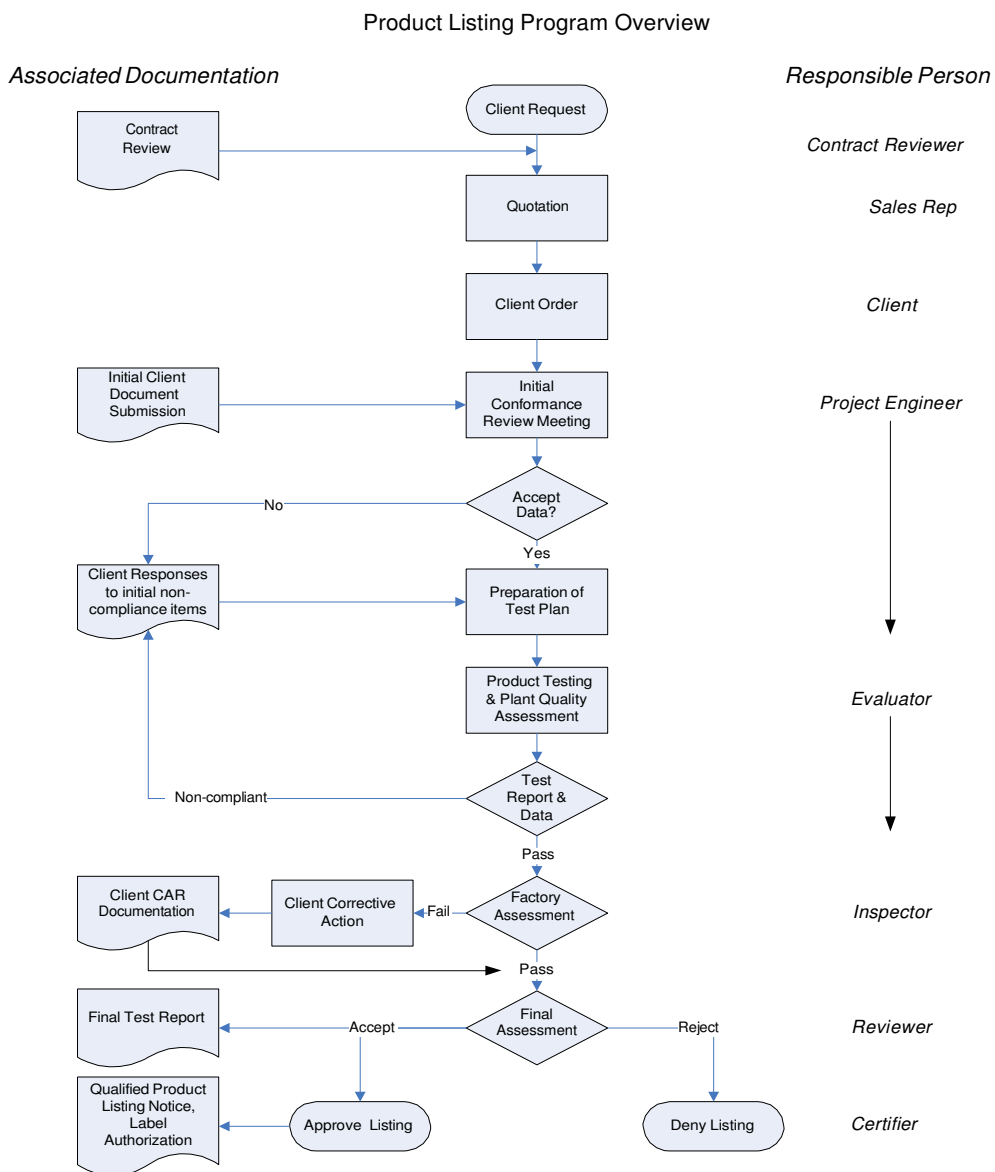 Product Listing Program Overview
Associated Documentation
Responsible Person
Client Request
Contract
Review
Contract Reviewer
Quotation
Sales Rep
Client Order
Client
Initial Client
Document
Submission
Initial
Conformance
Review Meeting
Project Engineer
Accept
Data?
No
Yes
Client Responses
to initial non-
compliance items
Preparation of
Test Plan
Product Testing
& Plant Quality
Assessment
Evaluator
Test
Report &
Data
Non-compliant
Pass
Client CAR
Documentation
Client Corrective
Action
Fail
Factory
Assessment
Inspector
Pass
Final Test Report
Accept
Final
Assessment
Reject
Reviewer
Qualified Product
Listing Notice,
Label
Authorization
Approve Listing
Deny Listing
Certifier